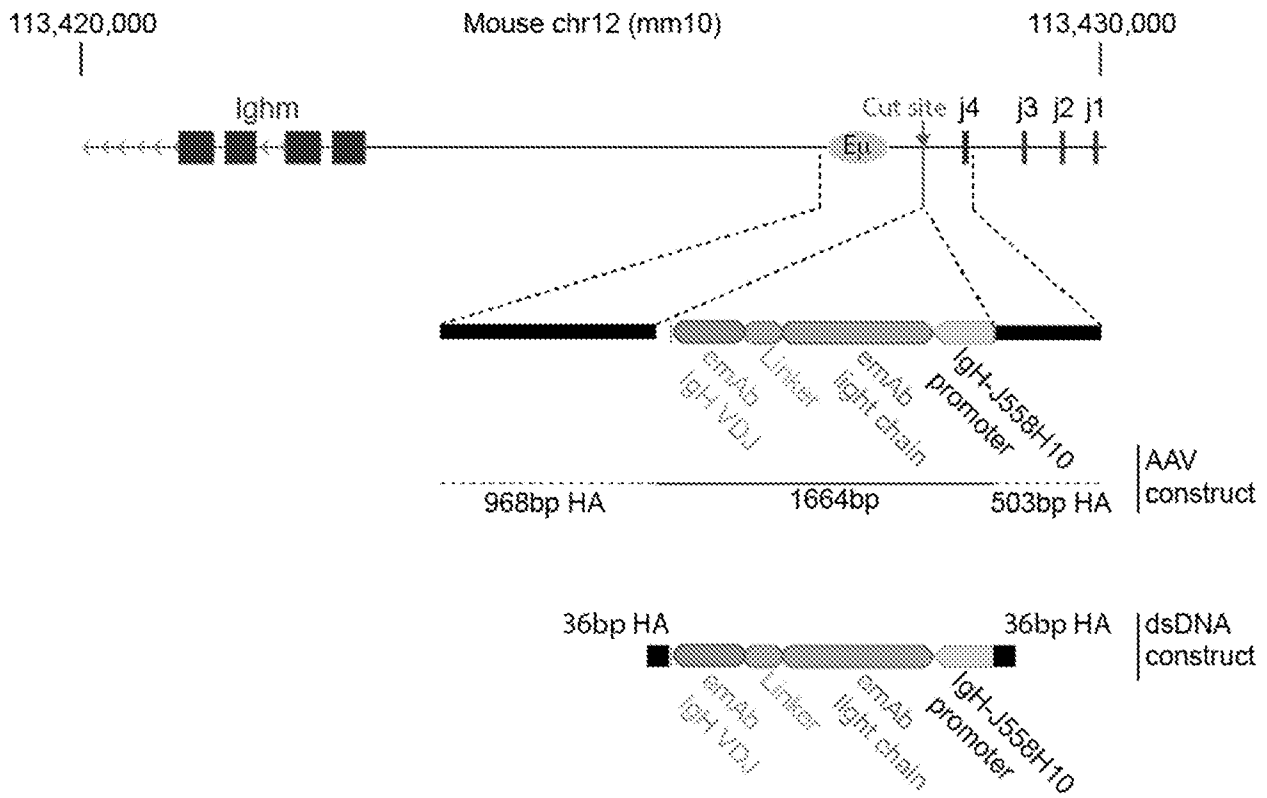 113,420,000
Mouse chr12 (mm10)
113,430,000
Ighm
Cut site
j4
j3
j2
j1
Eμ
emAb
IgH VDJ
Linker
emAb
light chain
IgH-J558H10
promoter
AAV
construct
968bp HA
1664bp
503bp HA
36bp HA
36bp HA
dsDNA
construct
emAb
IgH VDJ
Linker
emAb
light chain
IgH-J558H10
promoter